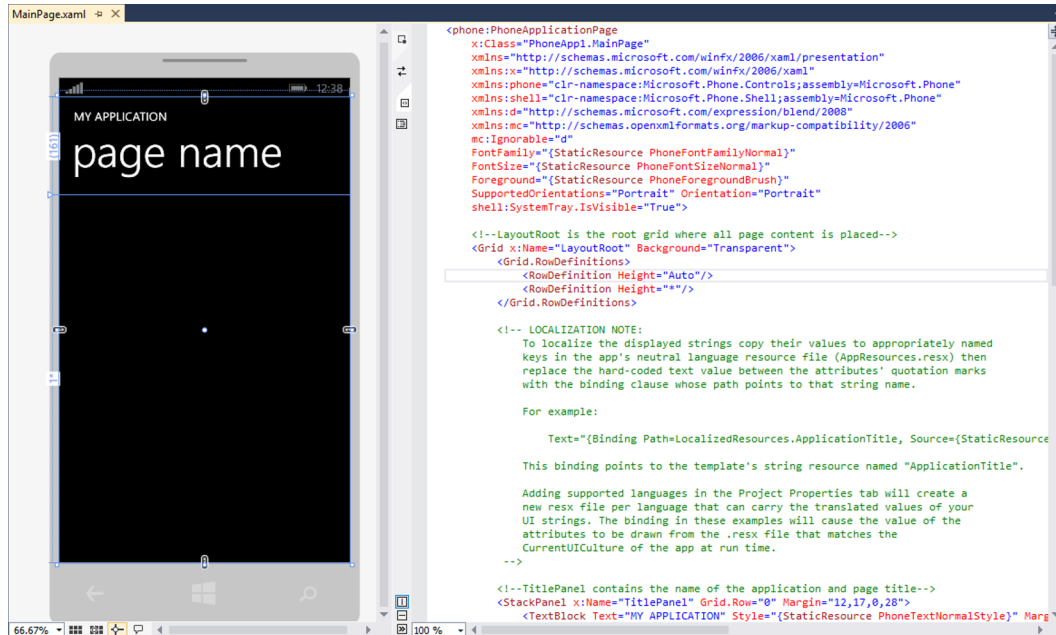 MainPage.xaml
12:38
MY APPLICATION
page name
(161)
1*
66.67%
<phone:PhoneApplicationPage
x:Class="PhoneApp1.MainPage"
xmlns="http://schemas.microsoft.com/winfx/2006/xaml/presentation"
xmlns:x="http://schemas.microsoft.com/winfx/2006/xaml"
xmlns:phone="clr-namespace:Microsoft.Phone.Controls;assembly=Microsoft.Phone"
xmlns:shell="clr-namespace:Microsoft.Phone.Shell;assembly=Microsoft.Phone"
xmlns:d="http://schemas.microsoft.com/expression/blend/2008"
xmlns:mc="http://schemas.openxmlformats.org/markup-compatibility/2006"
mc:Ignorable="d"
FontFamily="{StaticResource PhoneFontFamilyNormal}"
FontSize="{StaticResource PhoneFontSizeNormal}"
Foreground="{StaticResource PhoneForegroundBrush}"
SupportedOrientations="Portrait" Orientation="Portrait"
shell:SystemTray.IsVisible="True">
<!--LayoutRoot is the root grid where all page content is placed-->
<Grid x:Name="LayoutRoot" Background="Transparent">
<Grid.RowDefinitions>
<RowDefinition Height="Auto"/>
<RowDefinition Height="*"/>
</Grid.RowDefinitions>
<!-- LOCALIZATION NOTE:
To localize the displayed strings copy their values to appropriately named
keys in the app's neutral language resource file (AppResources.resx) then
replace the hard-coded text value between the attributes' quotation marks
with the binding clause whose path points to that string name.
For example:
Text="{Binding Path=LocalizedResources.ApplicationTitle, Source={StaticResource
This binding points to the template's string resource named "ApplicationTitle".
Adding supported languages in the Project Properties tab will create a
new resx file per language that can carry the translated values of your
UI strings. The binding in these examples will cause the value of the
attributes to be drawn from the .resx file that matches the
CurrentUICulture of the app at run time.
-->
<!--TitlePanel contains the name of the application and page title-->
<StackPanel x:Name="TitlePanel" Grid.Row="0" Margin="12,17,0,28">
<TextBlock Text="MY APPLICATION" Style="{StaticResource PhoneTextNormalStyle}" Marg
100 %